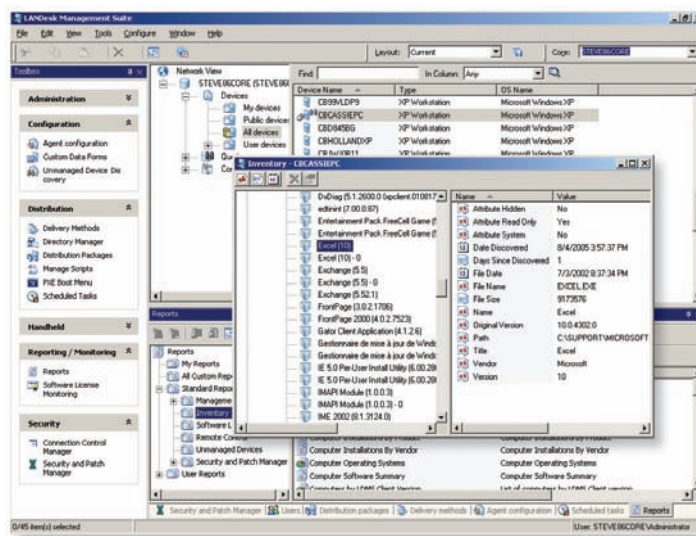 LANDesk Management Suite
File Edit View Tools Configure Window Help
Layout: Current
Core: STEVE86CORE
Toolbox
Administration
Configuration
Agent configuration
Custom Data Forms
Unmanaged Device Dis
covery
Distribution
Delivery Methods
Directory Manager
Distribution Packages
Manage Scripts
PXE Boot Menu
Scheduled Tasks
Handheld
Reporting / Monitoring
Reports
Software License
Monitoring
Security
Connection Control
Manager
Security and Patch
Manager
Network View
STEVE86CORE (STEVE86
Devices
My devices
Public device
All devices
User devices
Find: In Column: Any
Device Name Type OS Name
CB99VLDP9 XP Workstation Microsoft Windows XP
CBCASSIEPC XP Workstation Microsoft Windows XP
CBD845BG XP Workstation Microsoft Windows XP
CBHOLLANDXP XP Workstation Microsoft Windows XP
Inventory - CBCASSIEPC
DxDiag (5.1.2600.0 (xpclient.010817
edlinint (7.00.0.87)
Entertainment Pack FreeCell Game (5
Entertainment Pack FreeCell Game (5
Excel (10)
Excel (10) - 0
Exchange (5.5)
Exchange (5.5) - 0
Exchange (5.52.1)
FrontPage (3.0.2.1706)
FrontPage 2000 (4.0.2.7523)
Gator Client Application (4.1.2.6)
Gestionnaire de mise à jour de Windo
Gestionnaire de mise à jour de Windo
IE 5.0 Per-User Install Utility (6.00.28
IE 5.0 Per-User Install Utility (6.00.28
IMAPI Module (1.0.0.3)
IMAPI Module (1.0.0.3) - 0
IME 2002 (8.1.3124.0)
Name Value
Attribute Hidden No
Attribute Read Only Yes
Attribute System No
Date Discovered 8/4/2005 3:57:37 PM
Days Since Discovered 1
File Date 7/3/2002 8:37:34 PM
File Name EXCEL.EXE
File Size 9173576
Name Excel
Original Version 10.0.4302.0
Path C:\SUPPORT\MICROSOFT
Title Excel
Vendor Microsoft
Version 10
Reports
Reports
My Reports
All Custom Rep
Standard Repor
Manageme
Inventory
Software L
Remote Control
Unmanaged Devices
Security and Patch Manager
User Reports
Computer Installations By Vendor Computer Installations By Vendor
Computer Operating Systems Computer Operating Systems
Computer Software Summary Computer Software Summary
Security and Patch Manager Users Distribution packages Delivery methods Agent configuration Scheduled tasks Reports
0/45 item(s) selected
User: STEVE86CORE\Administrator